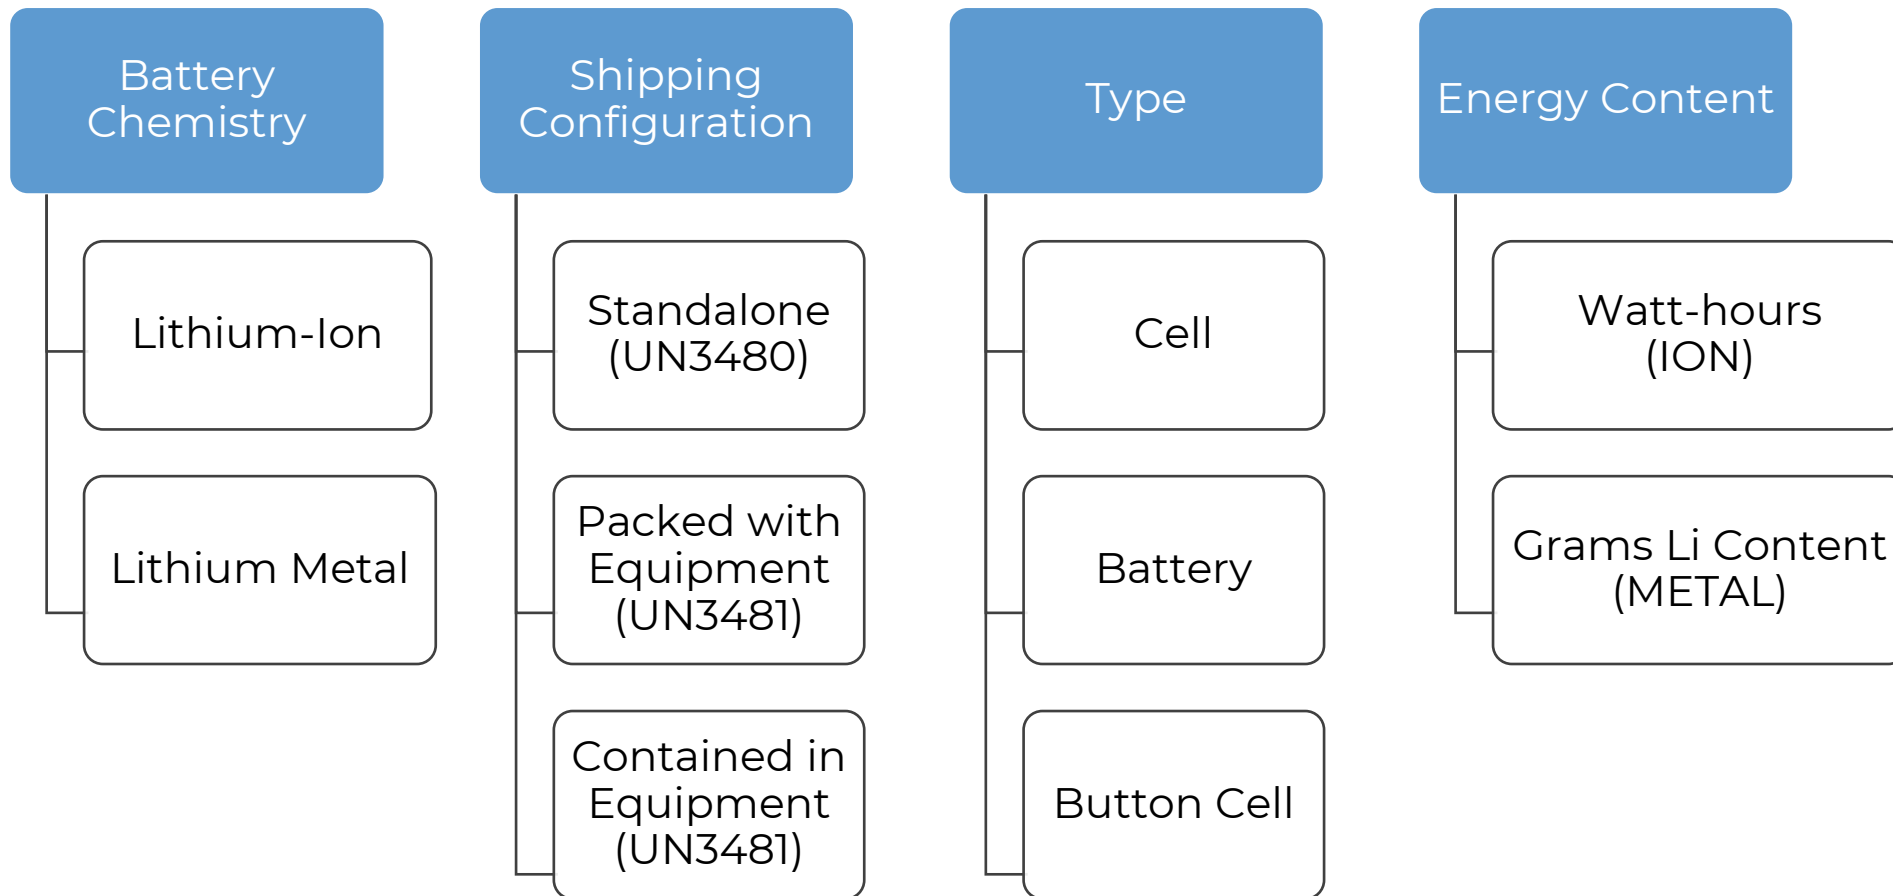 Battery
Chemistry
Lithium-Ion
Lithium Metal
Shipping
Configuration
Standalone
(UN3480)
Packed with
Equipment
(UN3481)
Contained in
Equipment
(UN3481)
Type
Cell
Battery
Button Cell
Energy Content
Watt-hours
(ION)
Grams Li Content
(METAL)